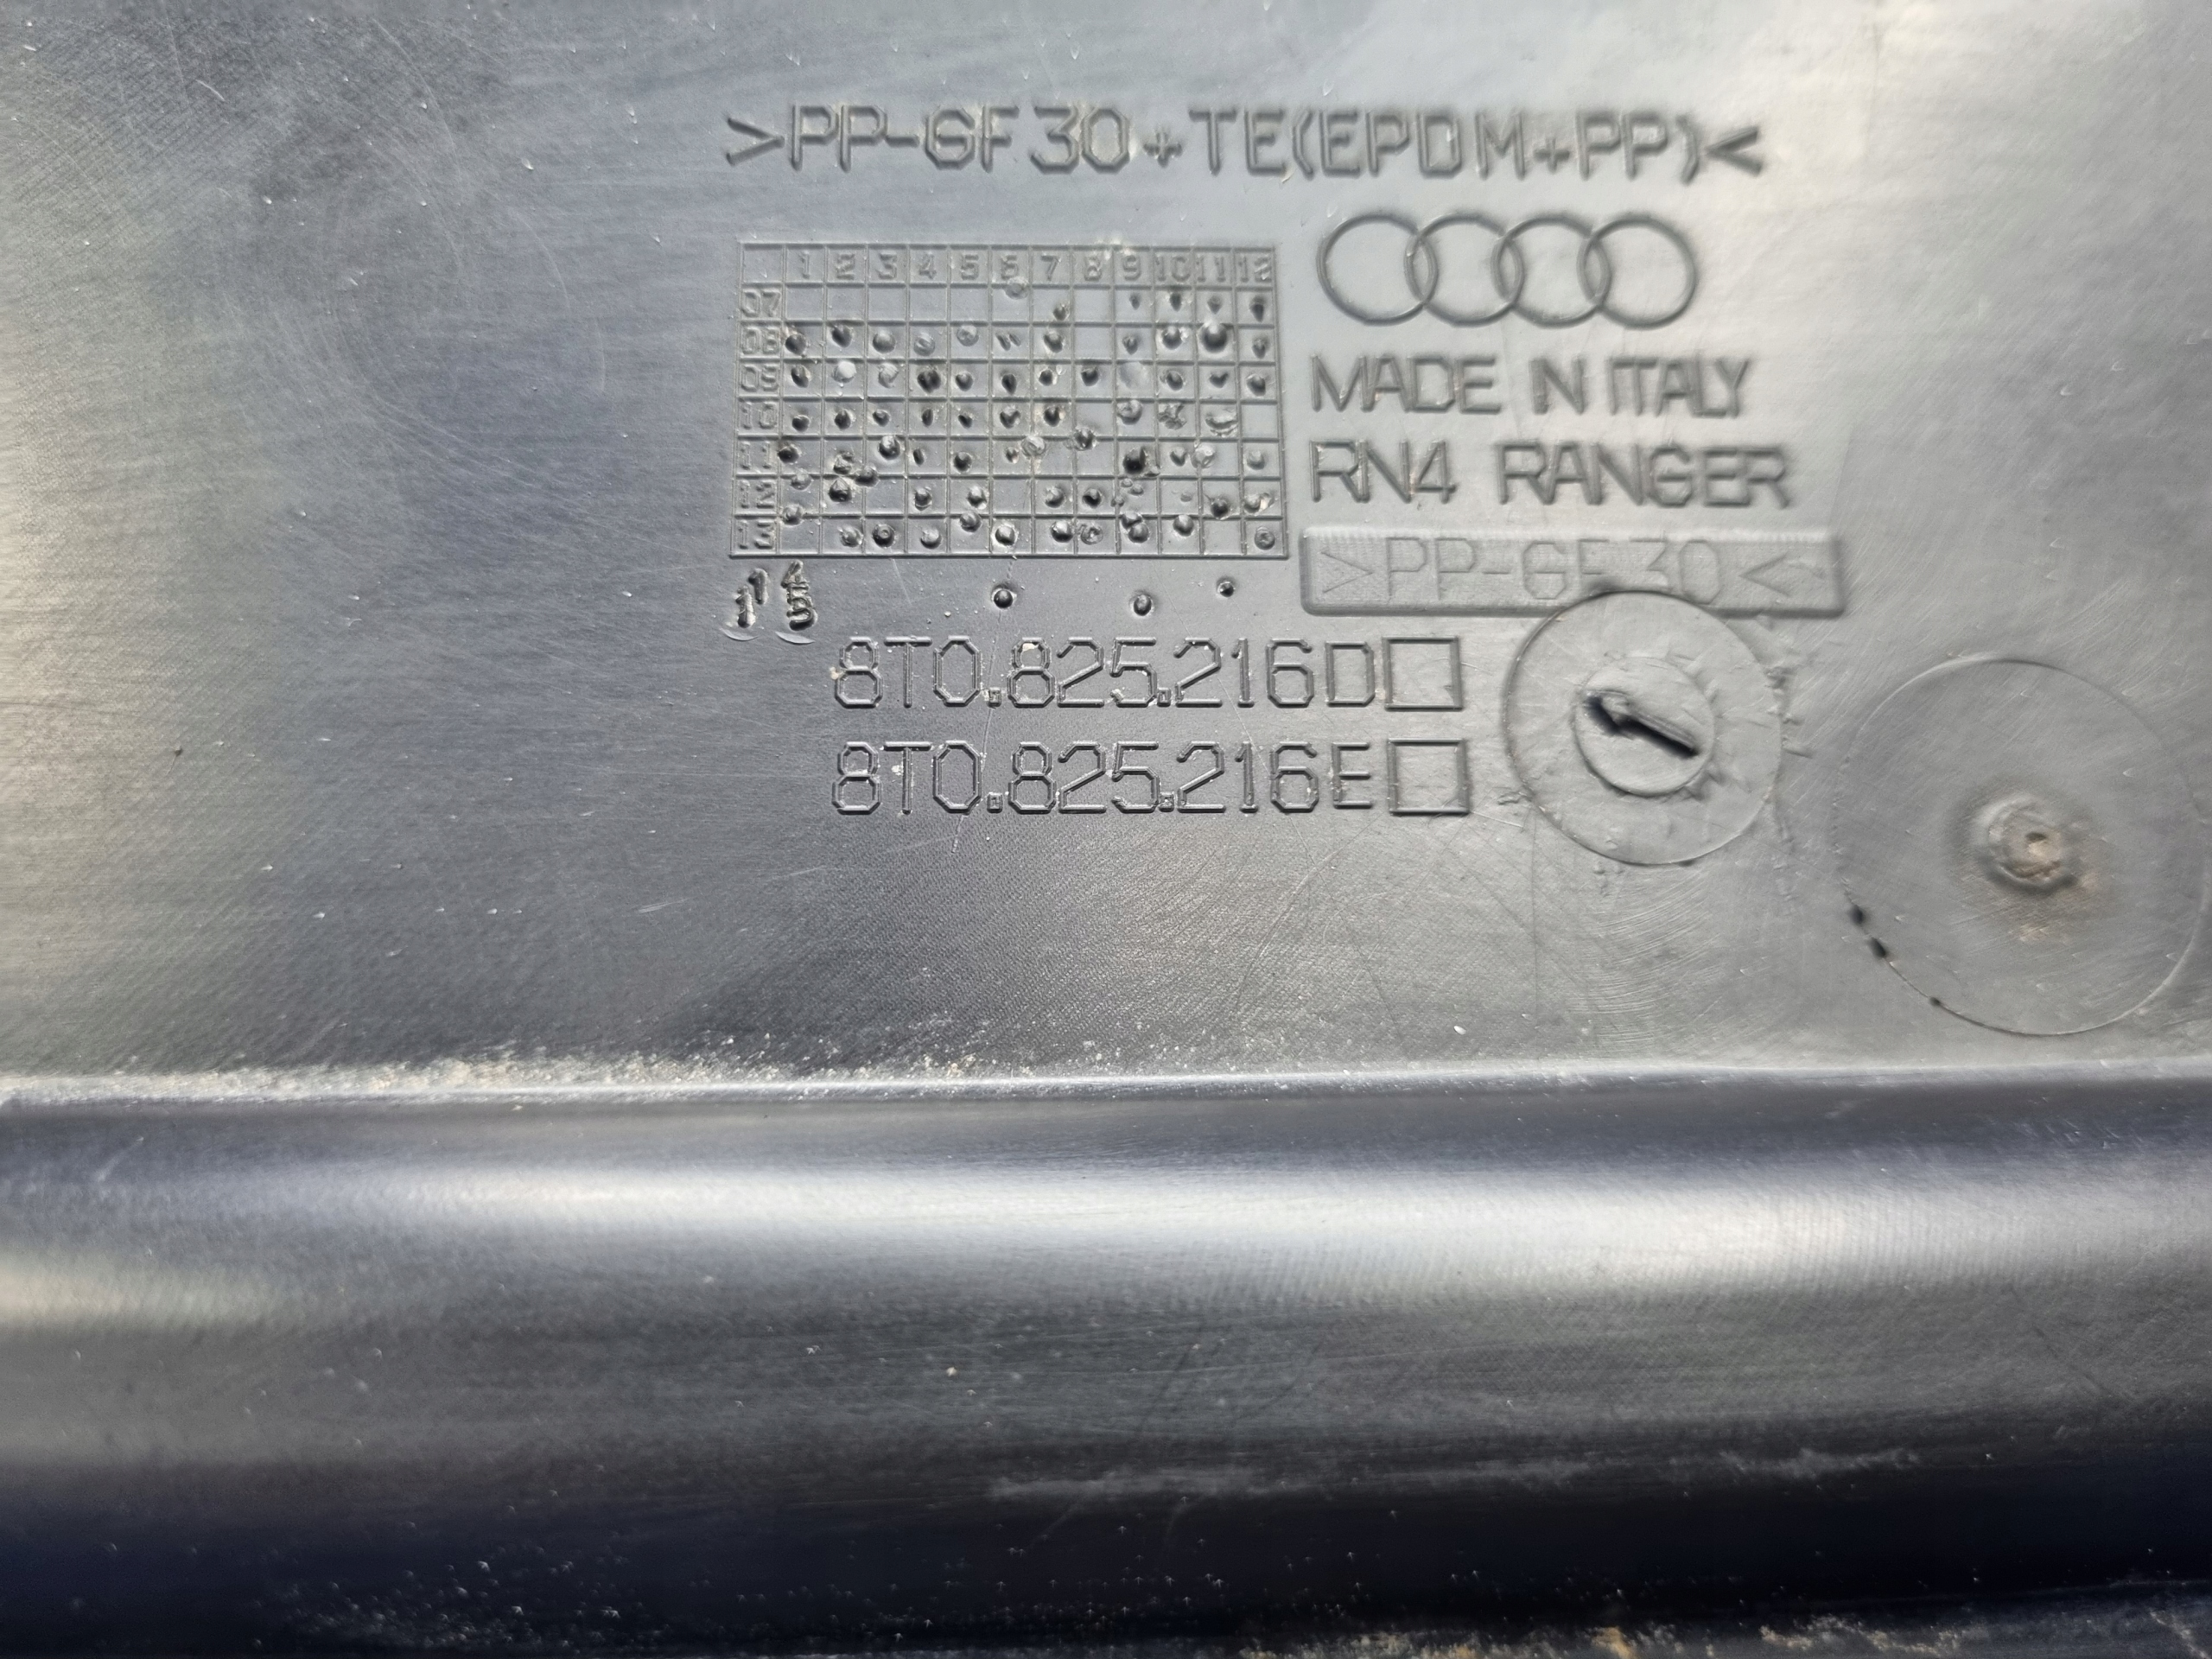 >PP-GF30+TE(EPDM+PP)<
1 2 3 4 5 6 7 8 9 10 11 12
07
08
09
10
11
12
13
MADE IN ITALY
RN4 RANGER
>PP-GF30<
8T0.825.216D
8T0.825.216E